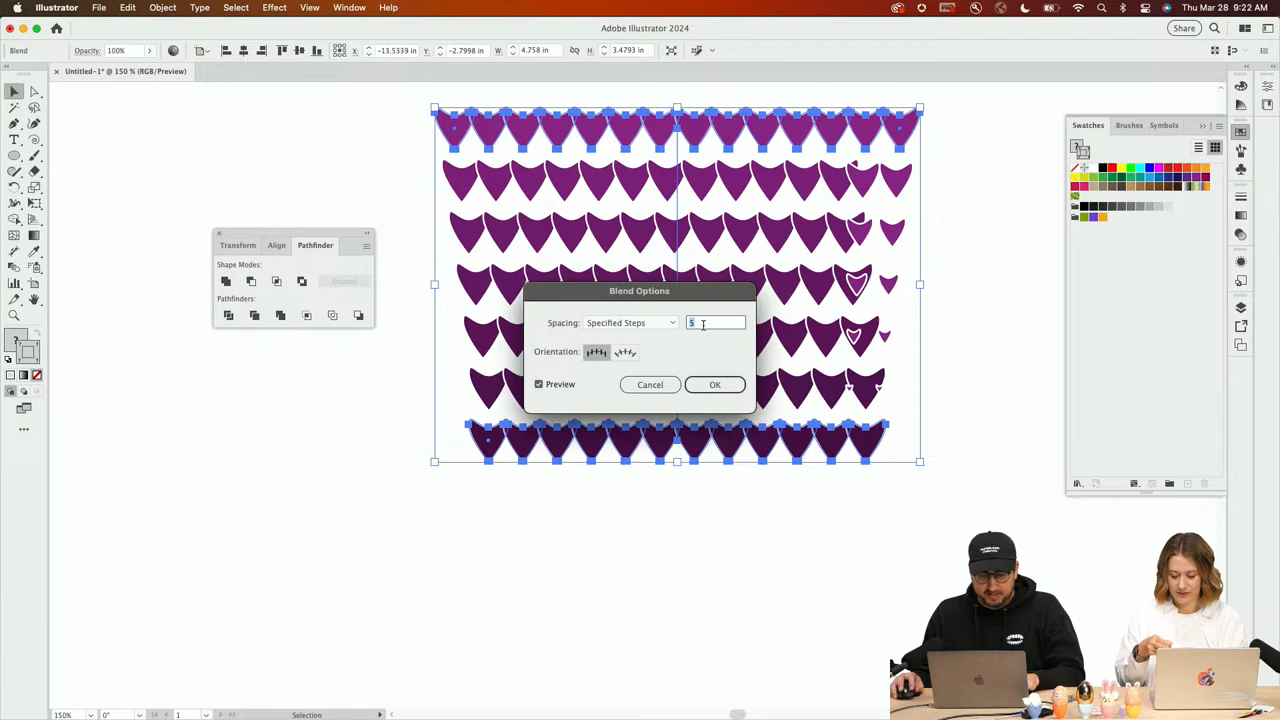 Illustrator File Edit Object Type Select Effect View Window Help
Thu Mar 28 9:22 AM
Adobe Illustrator 2024
Share
Blend Opacity: 100% X: -13.5339 in Y: -2.7998 in W: 4.758 in H: 3.4793 in
× Untitled-1* @ 150 % (RGB/Preview)
Swatches Brushes Symbols
Transform Align Pathfinder
Shape Modes:
Expand
Pathfinders:
Blend Options
Spacing: Specified Steps 5
Orientation:
Preview Cancel OK
150% 0° 1 Selection